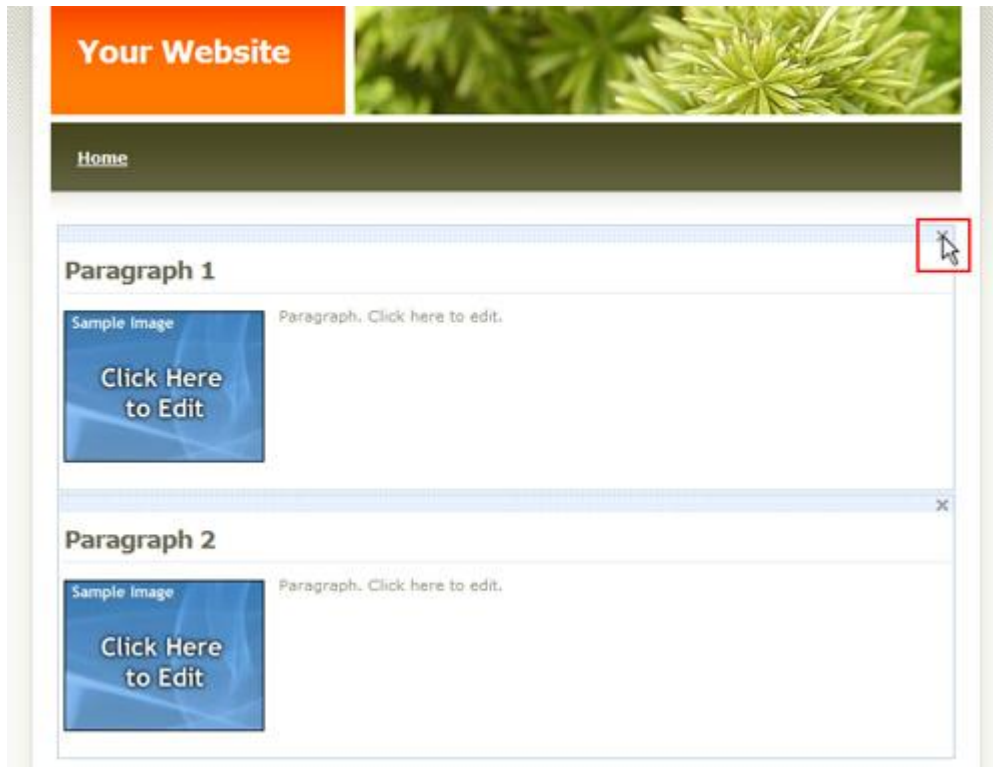 Your Website
Home
Paragraph 1
Sample Image
Click Here
to Edit
Paragraph. Click here to edit.
Paragraph 2
Sample Image
Click Here
to Edit
Paragraph. Click here to edit.